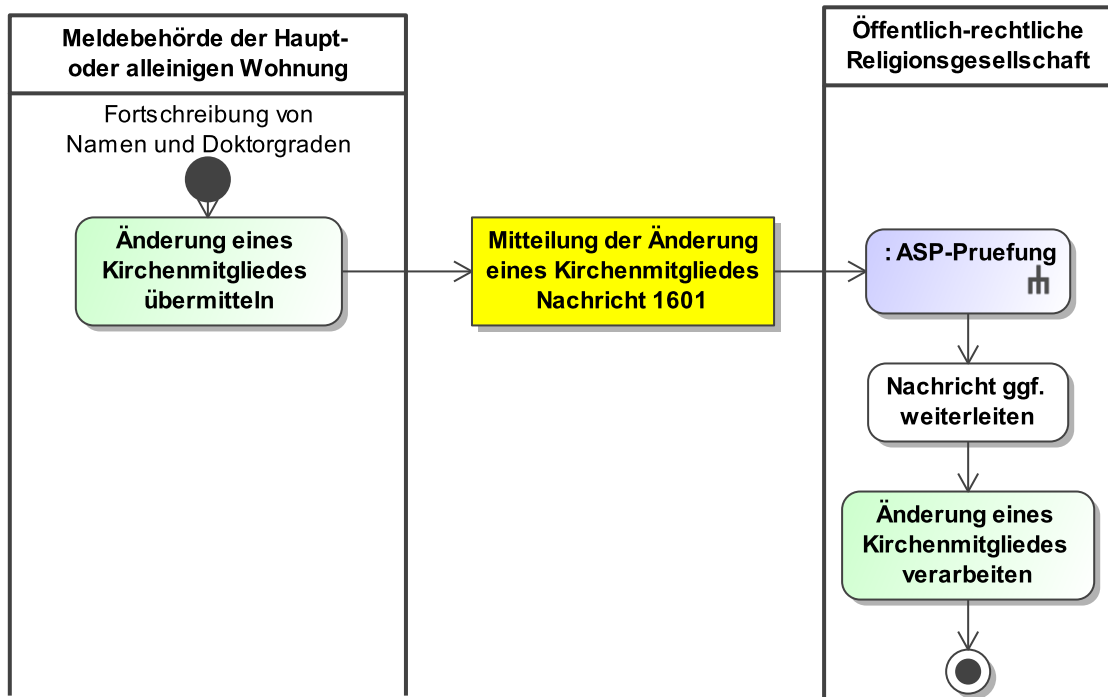 Meldebehörde der Haupt-
oder alleinigen Wohnung
Fortschreibung von
Namen und Doktorgraden
Änderung eines
Kirchenmitgliedes
übermitteln
Mitteilung der Änderung
eines Kirchenmitgliedes
Nachricht 1601
Öffentlich-rechtliche
Religionsgesellschaft
: ASP-Pruefung
Nachricht ggf.
weiterleiten
Änderung eines
Kirchenmitgliedes
verarbeiten